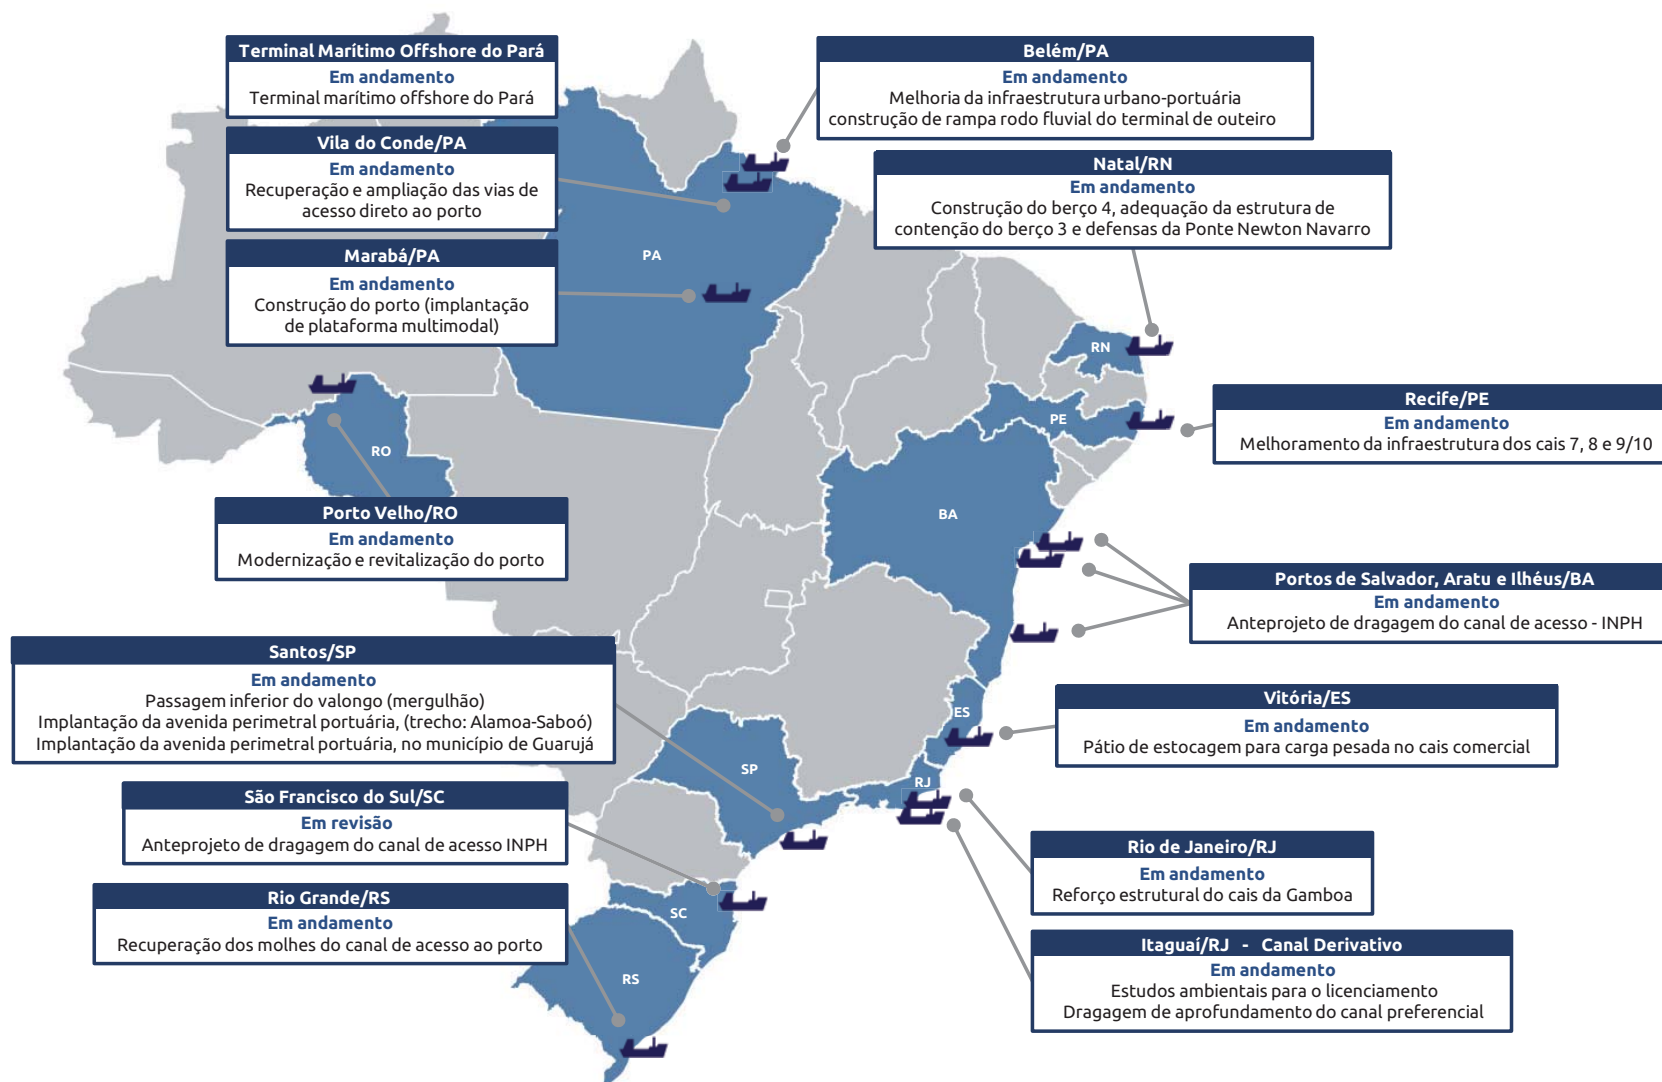 Terminal Marítimo Offshore do Pará
Em andamento
Terminal marítimo offshore do Pará
Belém/PA
Em andamento
Melhoria da infraestrutura urbano-portuária
construção de rampa rodo fluvial do terminal de outeiro
Vila do Conde/PA
Em andamento
Recuperação e ampliação das vias de
acesso direto ao porto
Natal/RN
Em andamento
Construção do berço 4, adequação da estrutura de
contenção do berço 3 e defensas da Ponte Newton Navarro
Marabá/PA
Em andamento
Construção do porto (implantação
de plataforma multimodal)
PA
RN
Recife/PE
Em andamento
Melhoramento da infraestrutura dos cais 7, 8 e 9/10
PE
RO
Porto Velho/RO
Em andamento
Modernização e revitalização do porto
BA
Portos de Salvador, Aratu e Ilhéus/BA
Em andamento
Anteprojeto de dragagem do canal de acesso - INPH
Santos/SP
Em andamento
Passagem inferior do valongo (mergulhão)
Implantação da avenida perimetral portuária, (trecho: Alamoa-Saboó)
Implantação da avenida perimetral portuária, no município de Guarujá
Vitória/ES
Em andamento
Pátio de estocagem para carga pesada no cais comercial
ES
SP
RJ
São Francisco do Sul/SC
Em revisão
Anteprojeto de dragagem do canal de acesso INPH
Rio de Janeiro/RJ
Em andamento
Reforço estrutural do cais da Gamboa
Rio Grande/RS
Em andamento
Recuperação dos molhes do canal de acesso ao porto
SC
RS
Itaguaí/RJ - Canal Derivativo
Em andamento
Estudos ambientais para o licenciamento
Dragagem de aprofundamento do canal preferencial